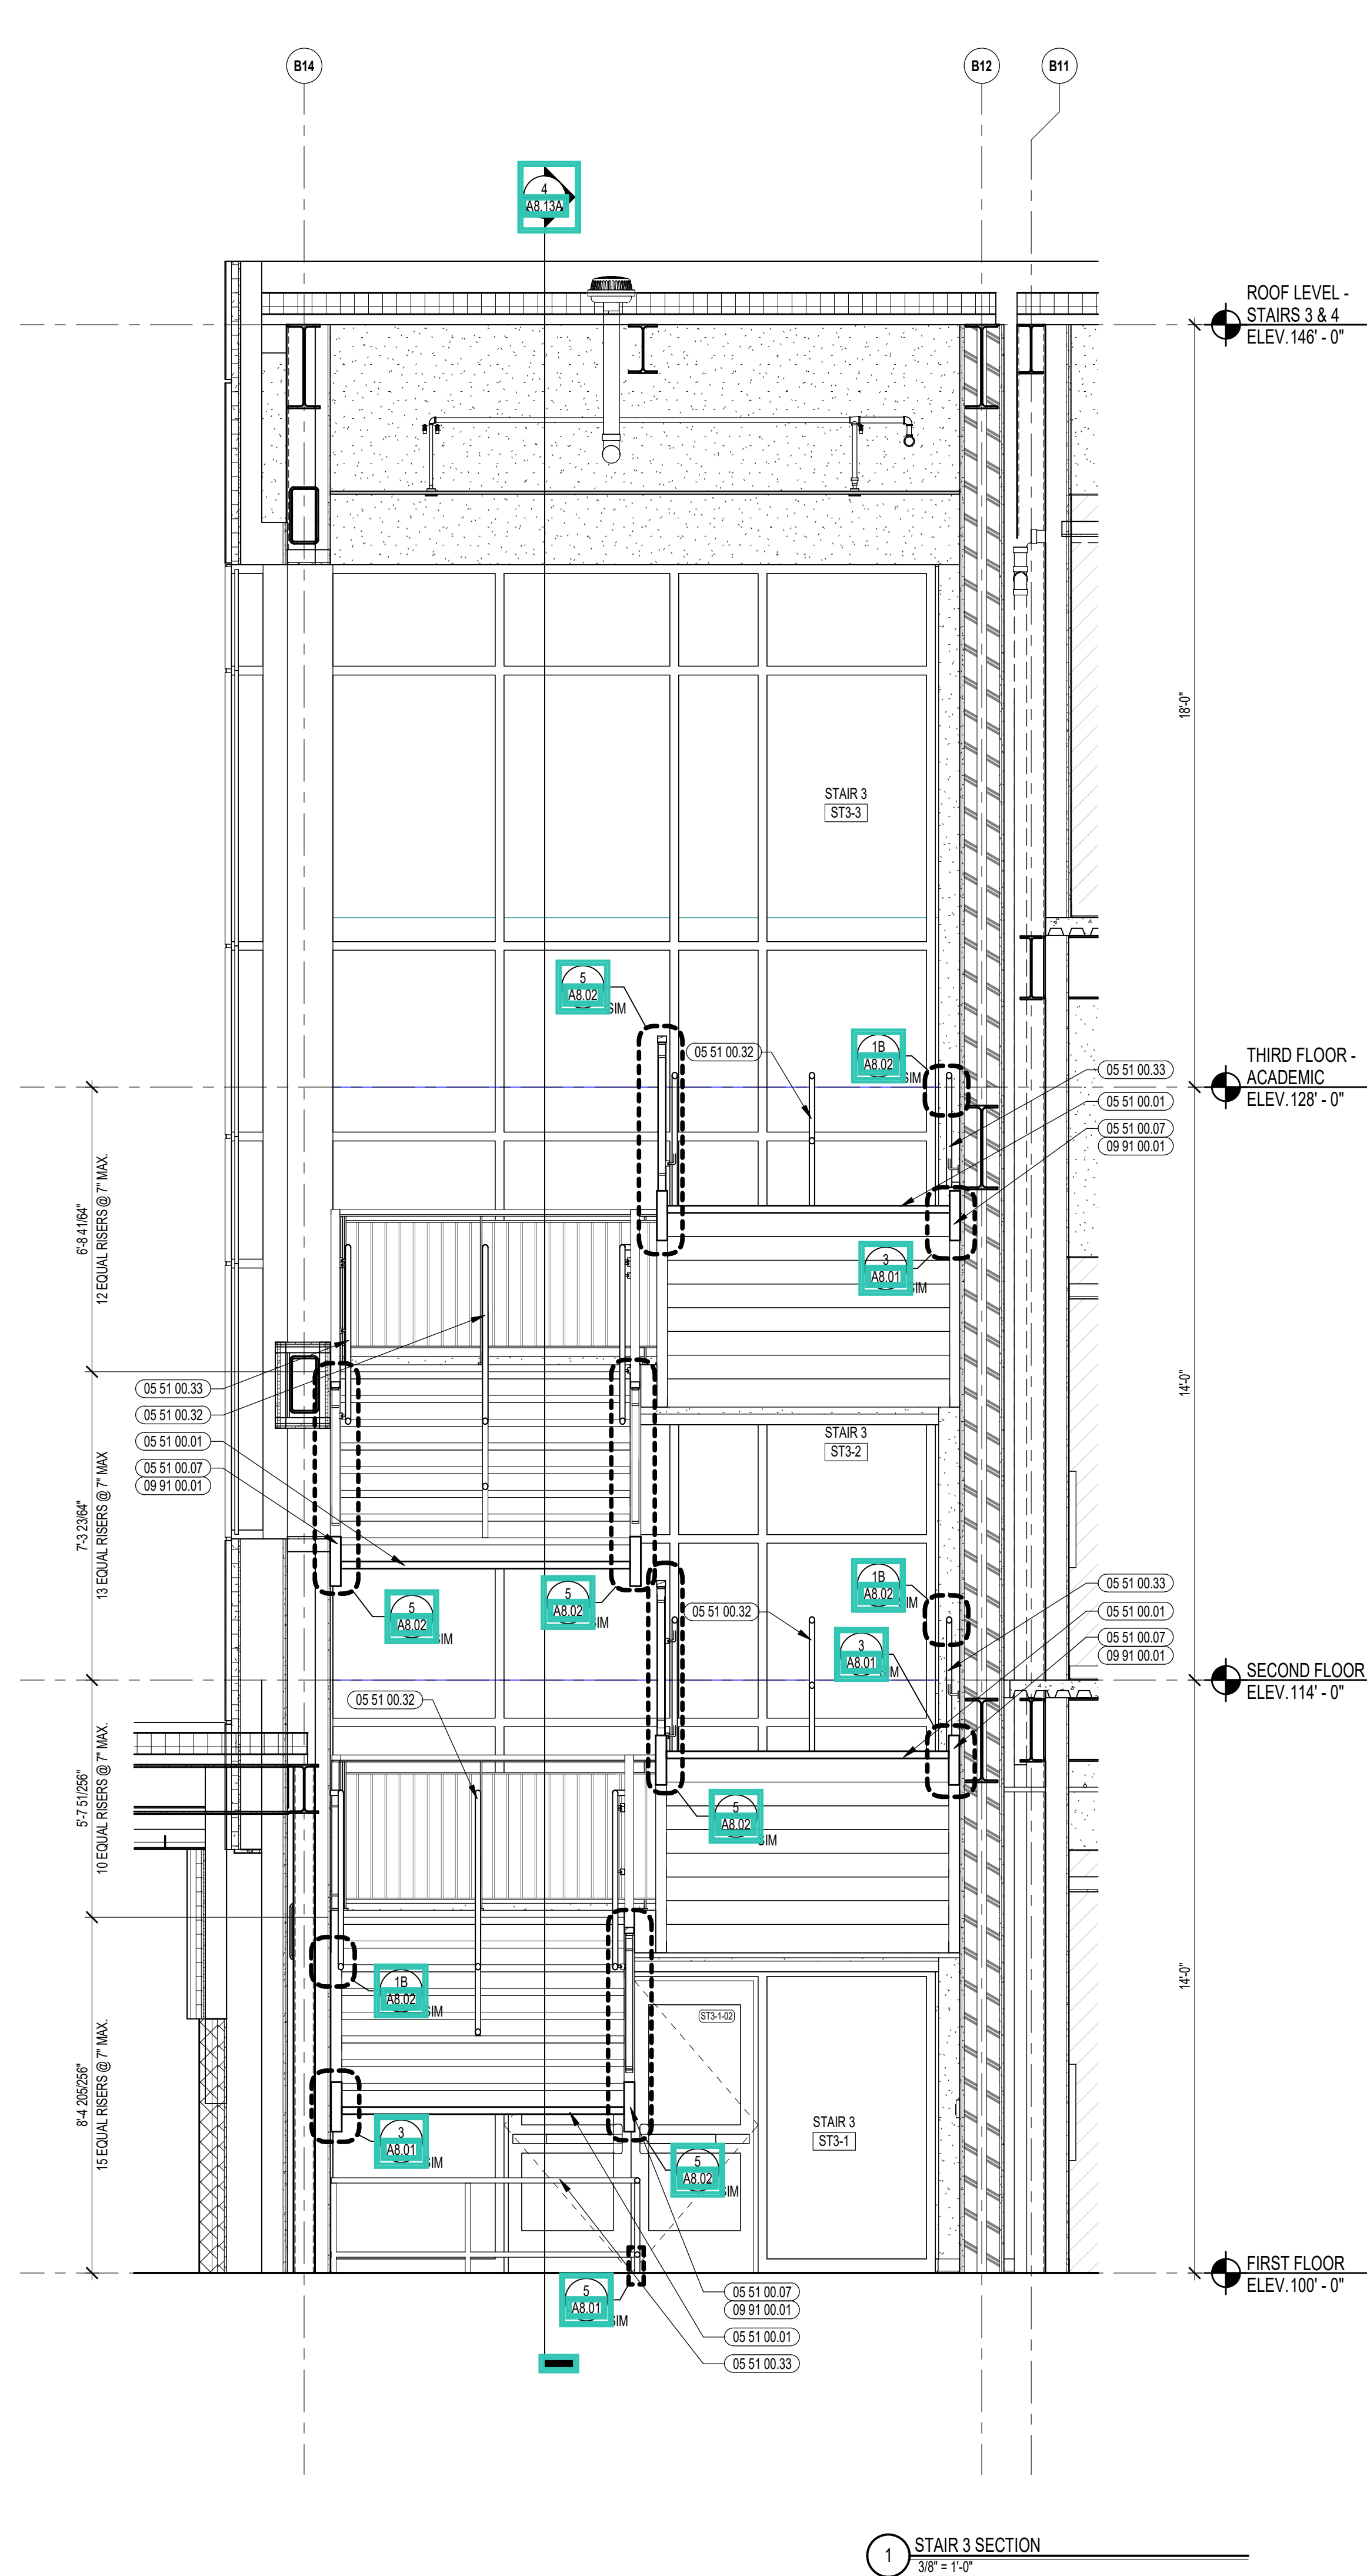 B14
B12
B11
4
A8.13A
ROOF LEVEL -
STAIRS 3 & 4
ELEV. 146' - 0"
18'-0"
STAIR 3
ST3-3
5
A8.02
SIM
05 51 00.32
1B
A8.02
SIM
THIRD FLOOR -
ACADEMIC
ELEV. 128' - 0"
05 51 00.33
05 51 00.01
05 51 00.07
09 91 00.01
6'-8 41/64"
12 EQUAL RISERS @ 7" MAX.
3
A8.01
SIM
14'-0"
05 51 00.33
05 51 00.32
05 51 00.01
05 51 00.07
09 91 00.01
STAIR 3
ST3-2
7'-3 23/64"
13 EQUAL RISERS @ 7" MAX
5
A8.02
SIM
5
A8.02
SIM
05 51 00.32
1B
A8.02
SIM
05 51 00.33
05 51 00.01
05 51 00.07
09 91 00.01
3
A8.01
SIM
SECOND FLOOR
ELEV. 114' - 0"
05 51 00.32
5'-7 51/256"
10 EQUAL RISERS @ 7" MAX.
5
A8.02
SIM
14'-0"
1B
A8.02
SIM
ST3-1-02
8'-4 205/256"
15 EQUAL RISERS @ 7" MAX.
STAIR 3
ST3-1
3
A8.01
SIM
5
A8.02
SIM
FIRST FLOOR
ELEV. 100' - 0"
5
A8.01
SIM
05 51 00.07
09 91 00.01
05 51 00.01
05 51 00.33
1
STAIR 3 SECTION
3/8" = 1'-0"